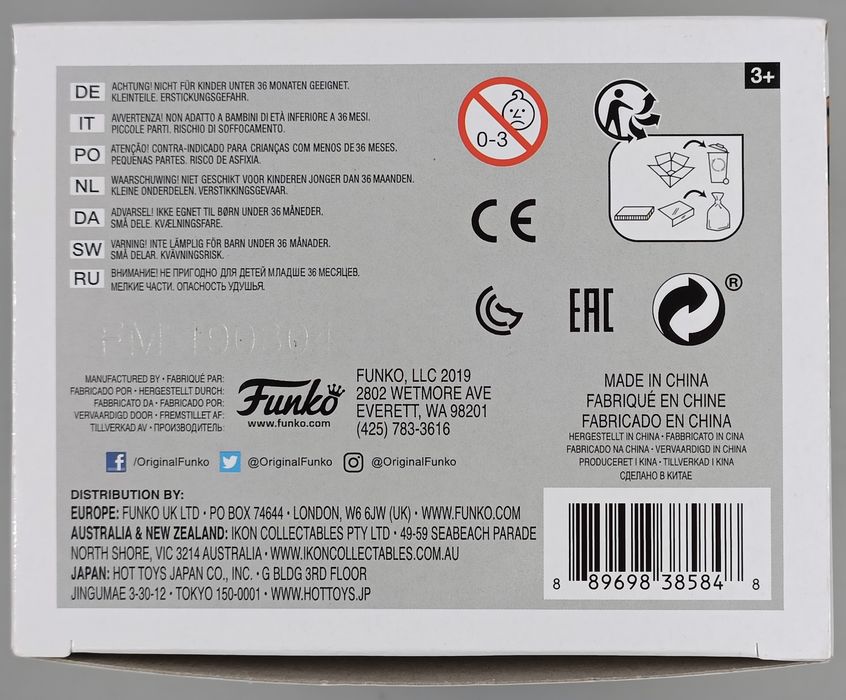 3+
DE ACHTUNG! NICHT FÜR KINDER UNTER 36 MONATEN GEEIGNET.
KLEINTEILE. ERSTICKUNGSGEFAHR.
IT AVVERTENZA! NON ADATTO A BAMBINI DI ETÀ INFERIORE A 36 MESI.
PICCOLE PARTI. RISCHIO DI SOFFOCAMENTO.
PO ATENÇÃO! CONTRA-INDICADO PARA CRIANÇAS COM MENOS DE 36 MESES.
PEQUENAS PARTES. RISCO DE ASFIXIA.
NL WAARSCHUWING! NIET GESCHIKT VOOR KINDEREN JONGER DAN 36 MAANDEN.
KLEINE ONDERDELEN. VERSTIKKINGSGEVAAR.
DA ADVARSEL! IKKE EGNET TIL BØRN UNDER 36 MÅNEDER.
SMÅ DELE. KVÆLNINGSFARE.
SW VARNING! INTE LÄMPLIG FÖR BARN UNDER 36 MÅNADER.
SMÅ DELAR. KVÄVNINGSRISK.
RU ВНИМАНИЕ! НЕ ПРИГОДНО ДЛЯ ДЕТЕЙ МЛАДШЕ 36 МЕСЯЦЕВ.
МЕЛКИЕ ЧАСТИ. ОПАСНОСТЬ УДУШЬЯ.
0-3
CE
EAC
®
FM 190304
MANUFACTURED BY • FABRIQUÉ PAR:
FABRICADO POR • HERGESTELLT DURCH:
FABBRICATO DA • FABRICADO POR:
VERVAARDIGD DOOR • FREMSTILLET AF:
TILLVERKAD AV • ПРОИЗВОДИТЕЛЬ:
Funko
www.funko.com
FUNKO, LLC 2019
2802 WETMORE AVE
EVERETT, WA 98201
(425) 783-3616
MADE IN CHINA
FABRIQUÉ EN CHINE
FABRICADO EN CHINA
HERGESTELLT IN CHINA • FABBRICATO IN CINA
FABRICADO NA CHINA • VERVAARDIGD IN CHINA
PRODUCERET I KINA • TILLVERKAD I KINA
СДЕЛАНО В КИТАЕ
/OriginalFunko @OriginalFunko @OriginalFunko
DISTRIBUTION BY:
EUROPE: FUNKO UK LTD • PO BOX 74644 • LONDON, W6 6JW (UK) • WWW.FUNKO.COM
AUSTRALIA & NEW ZEALAND: IKON COLLECTABLES PTY LTD • 49-59 SEABEACH PARADE
NORTH SHORE, VIC 3214 AUSTRALIA • WWW.IKONCOLLECTABLES.COM.AU
JAPAN: HOT TOYS JAPAN CO., INC. • G BLDG 3RD FLOOR
JINGUMAE 3-30-12 • TOKYO 150-0001 • WWW.HOTTOYS.JP
8 89698 38584 8